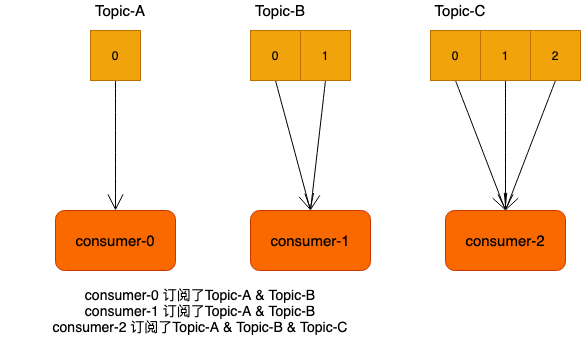 Topic-A Topic-B Topic-C
0 0 1 0 1 2
consumer-0 consumer-1 consumer-2
consumer-0 订阅了Topic-A & Topic-B
consumer-1 订阅了Topic-A & Topic-B
consumer-2 订阅了Topic-A & Topic-B & Topic-C